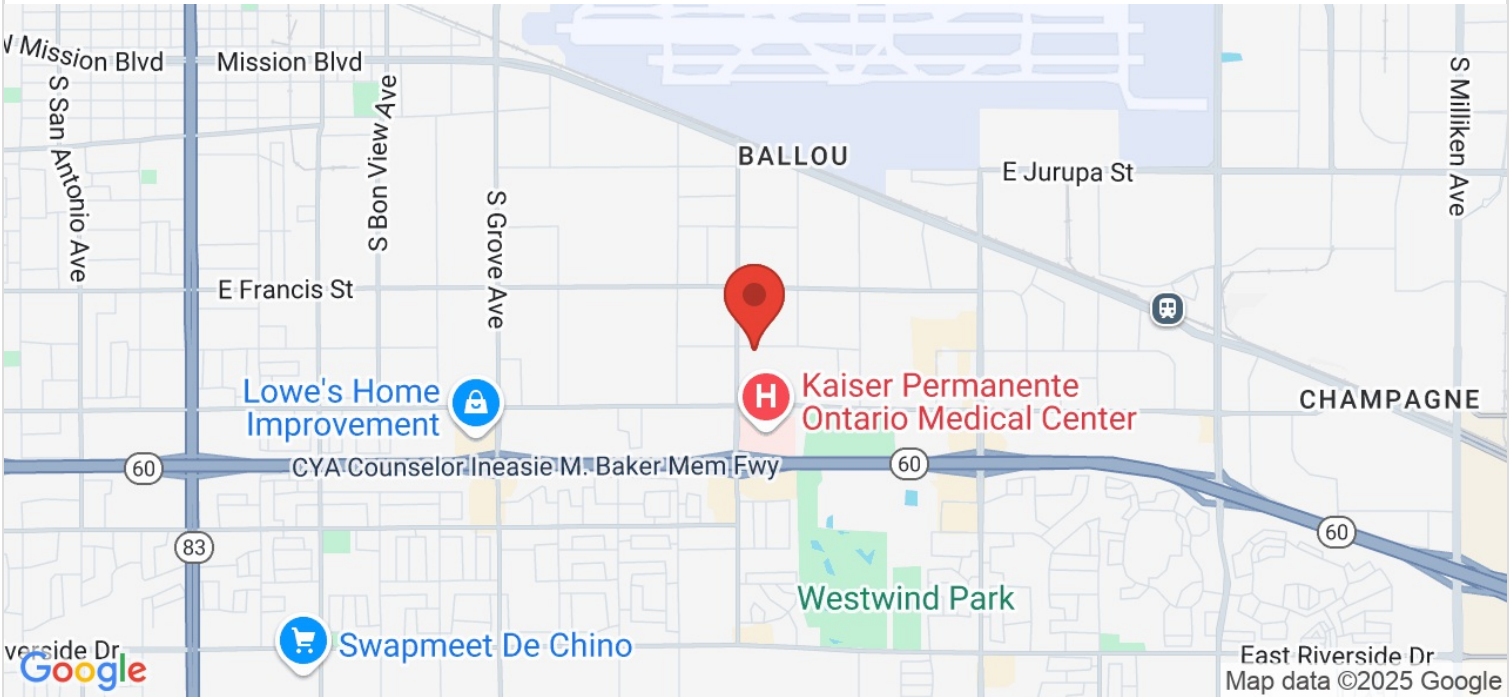 N Mission Blvd
Mission Blvd
S San Antonio Ave
S Bon View Ave
S Grove Ave
BALLOU
E Jurupa St
S Milliken Ave
E Francis St
Lowe's Home
Improvement
H
Kaiser Permanente
Ontario Medical Center
CHAMPAGNE
60
CYA Counselor Ineasie M. Baker Mem Fwy
60
60
83
Westwind Park
Swapmeet De Chino
verside Dr
East Riverside Dr
Google
Map data ©2025 Google